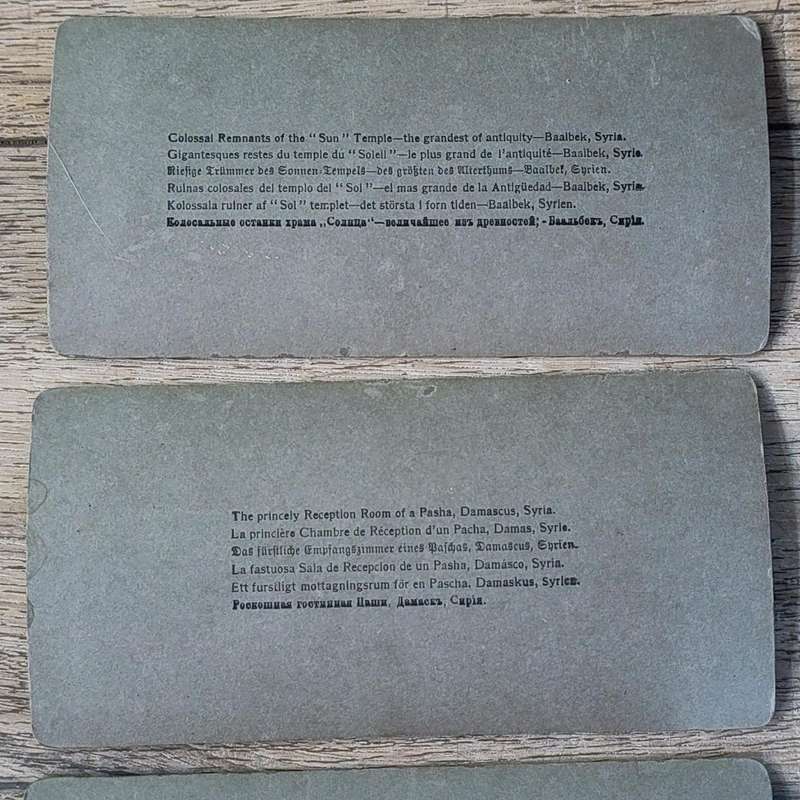 Colossal Remnants of the "Sun" Temple—the grandest of antiquity—Baalbek, Syria.
Gigantesques restes du temple du "Soleil"—le plus grand de l'antiquité—Baalbek, Syrie.
Riesige Trümmer des Sonnen-Tempels—des größten des Alterthums—Baalbek, Syrien.
Ruinas colosales del templo del "Sol"—el mas grande de la Antigüedad—Baalbek, Syria.
Kolossala ruiner af "Sol" templet—det största i forn tiden—Baalbek, Syrien.
Колосальные останки храма „Солнца"—величайшее изъ древностей; - Баальбекъ, Сирія.
The princely Reception Room of a Pasha, Damascus, Syria.
La princière Chambre de Réception d'un Pacha, Damas, Syrie.
Das fürstliche Empfangszimmer eines Paschas, Damascus, Syrien.
La fastuosa Sala de Recepcion de un Pasha, Damásco, Syria.
Ett furstligt mottagningsrum för en Pascha, Damaskus, Syrien.
Роскошная гостинная Паши, Дамаскъ, Сирія.